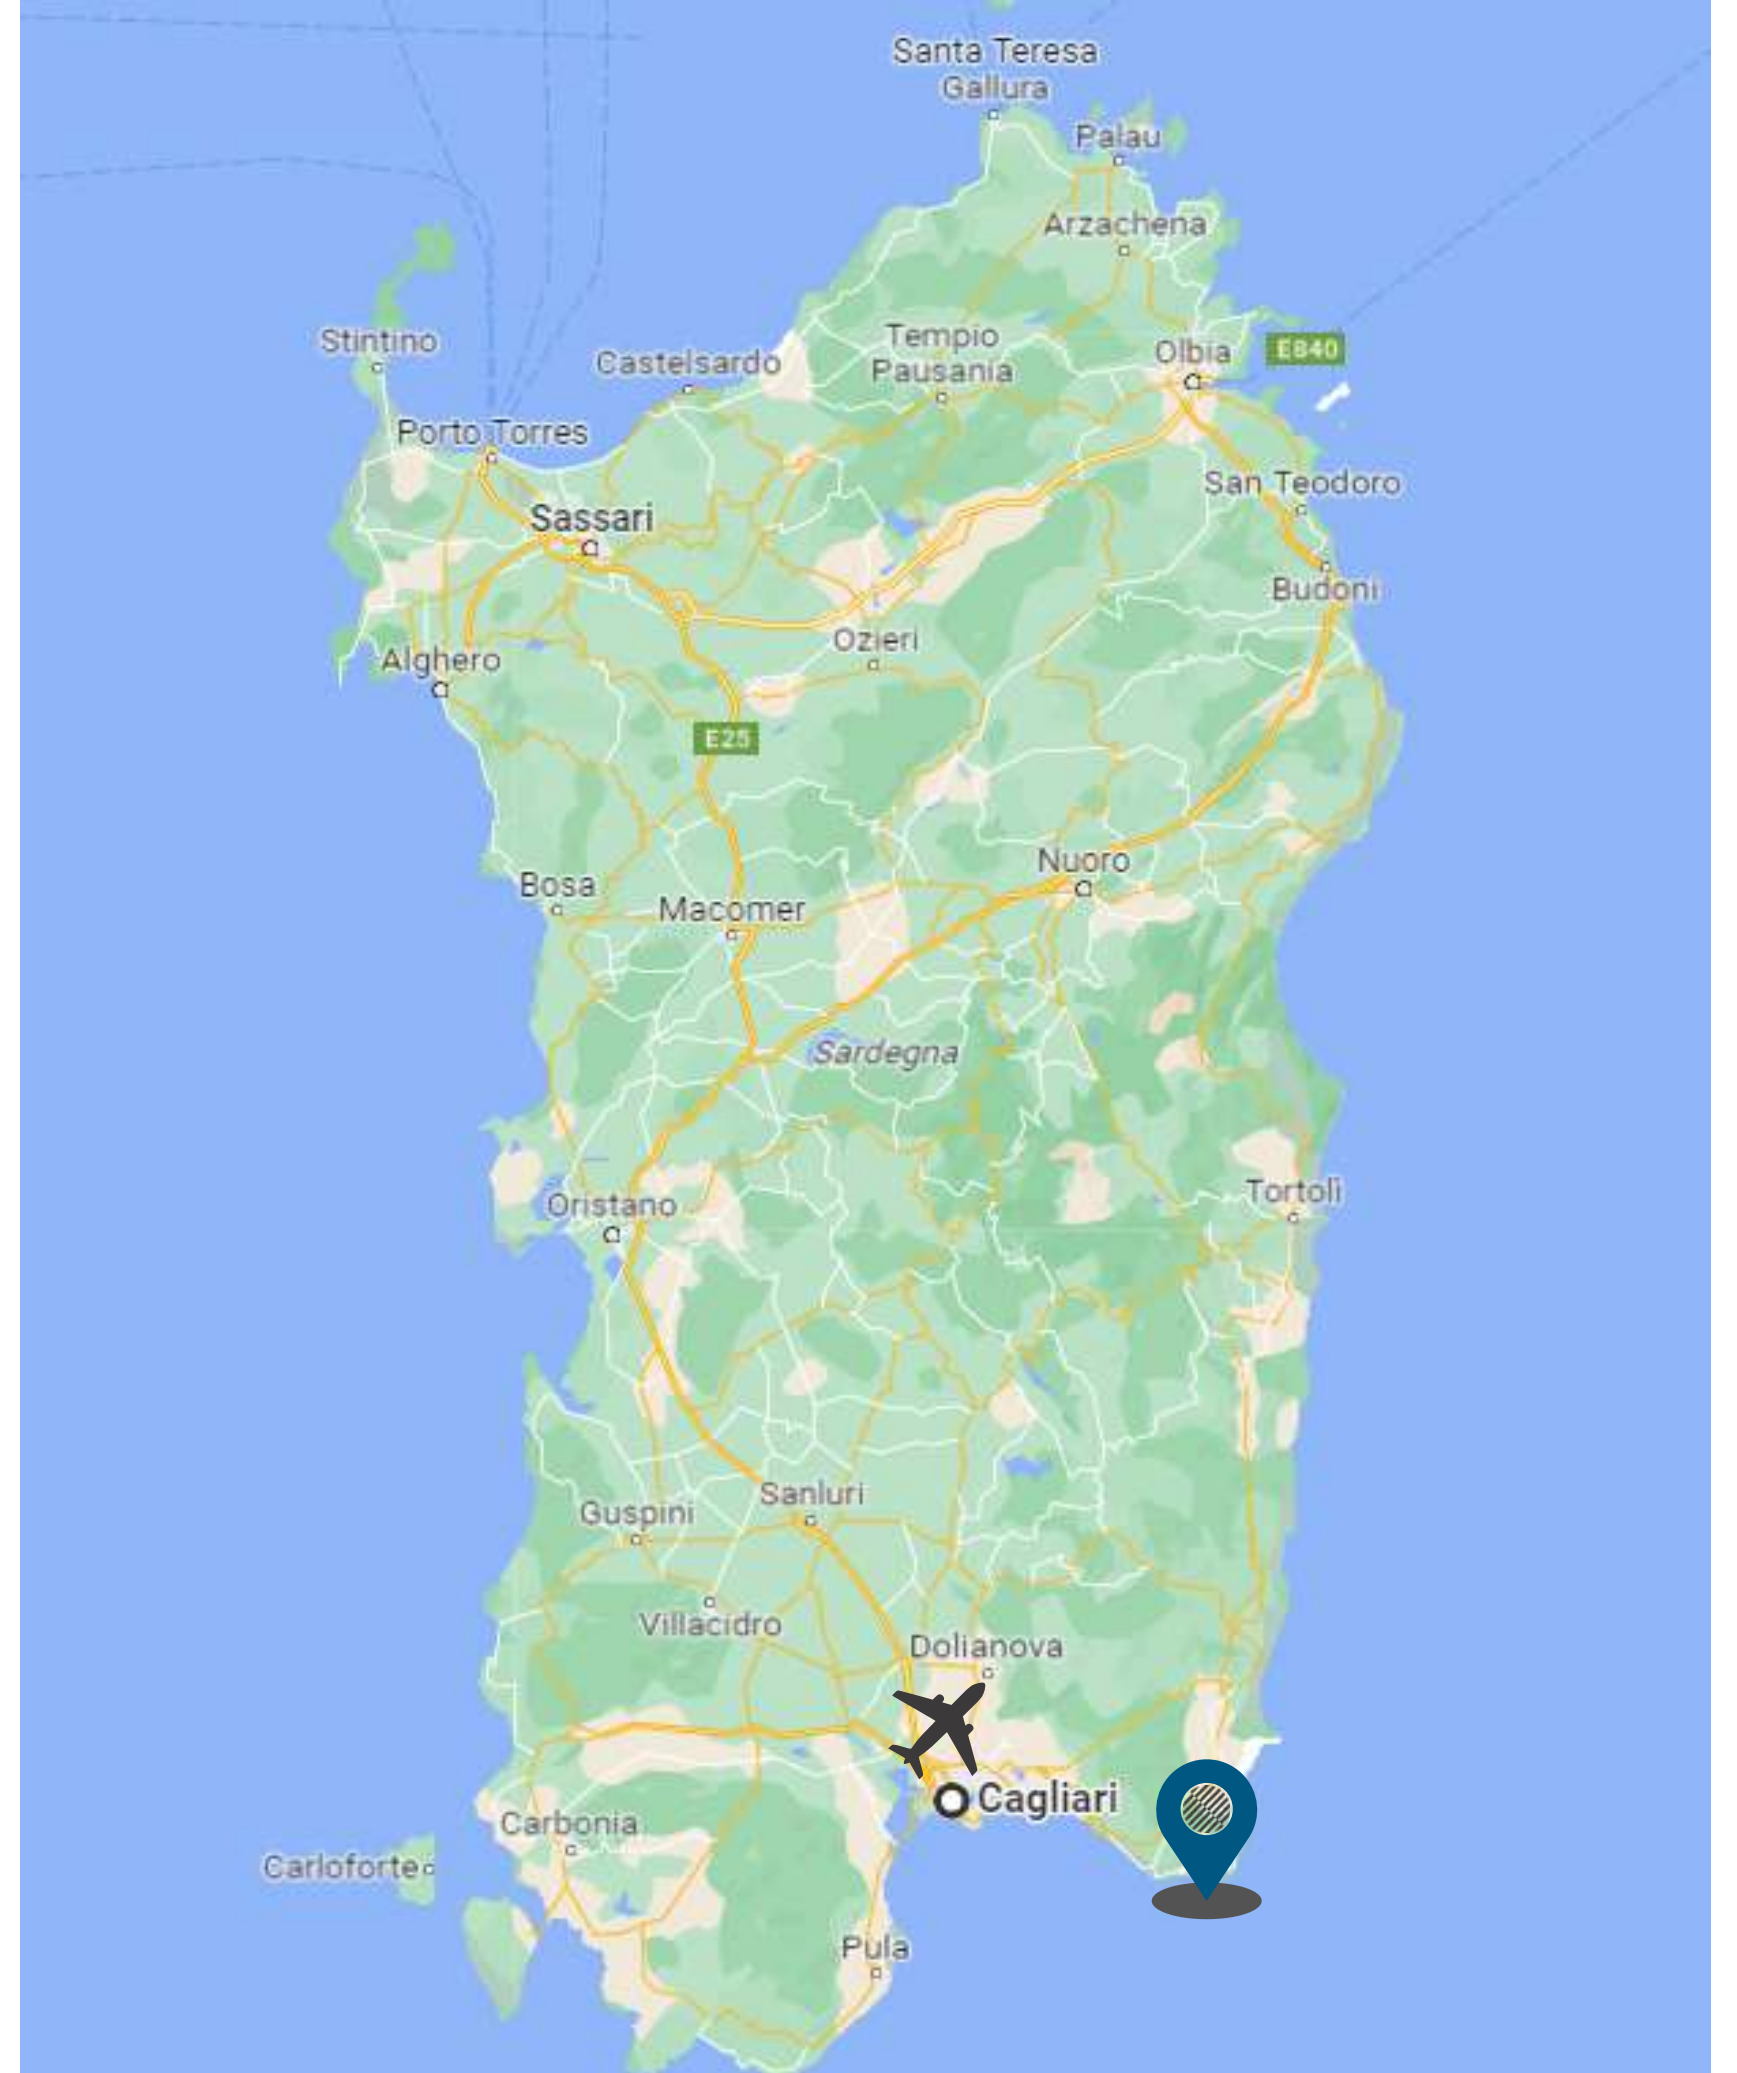 Santa Teresa
Gallura
Palau
Arzachena
Stintino
Castelsardo
Tempio
Pausania
Olbia
E840
Porto Torres
San Teodoro
Sassari
Budoni
Ozieri
Alghero
E25
Nuoro
Bosa
Macomer
Sardegna
Tortolì
Oristano
Sanluri
Guspini
Villacidro
Dolianova
Cagliari
Carbonia
Carloforte
Pula